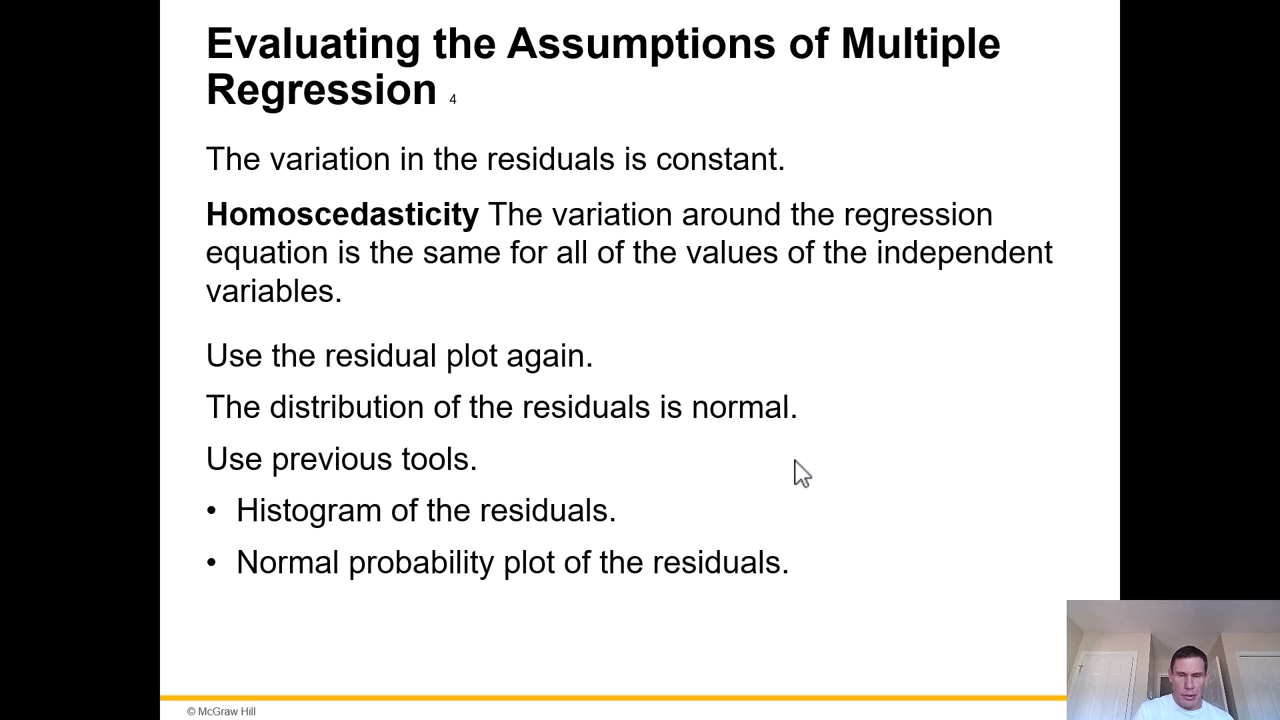 Evaluating the Assumptions of Multiple
Regression 4
The variation in the residuals is constant.
Homoscedasticity The variation around the regression
equation is the same for all of the values of the independent
variables.
Use the residual plot again.
The distribution of the residuals is normal.
Use previous tools.
• Histogram of the residuals.
• Normal probability plot of the residuals.
© McGraw Hill